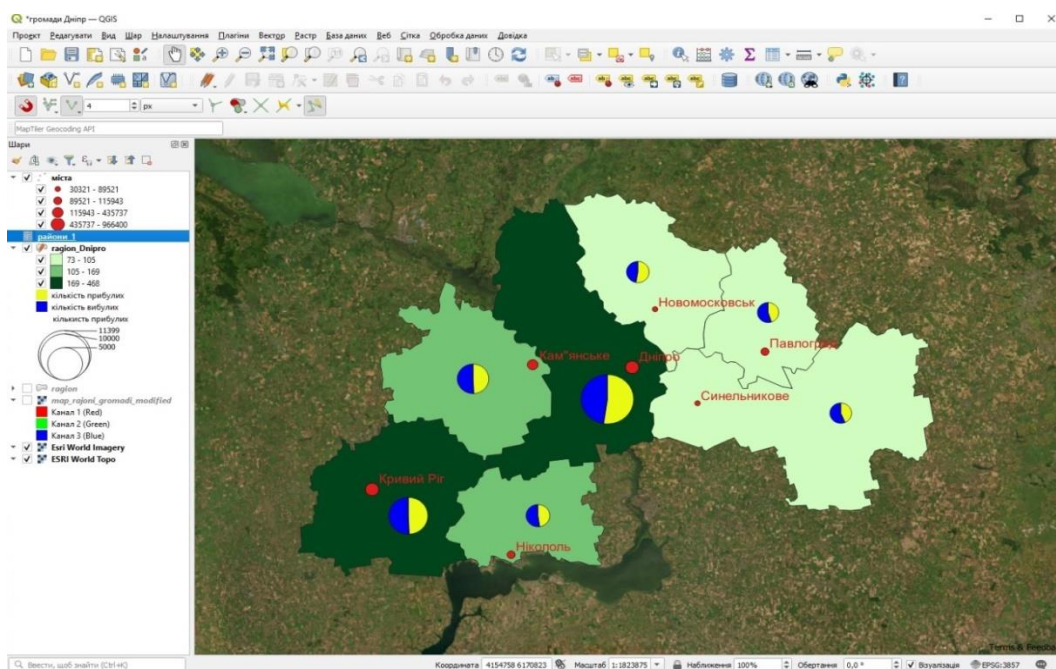 *громади Дніпр — QGIS
Проєкт Редагувати Вид Шар Налаштування Плагіни Вектор Растр База даних Веб Сітка Обробка даних Довідка
4 px
MapTiler Geocoding API
Шари
міста
30321 - 89521
89521 - 115943
115943 - 435737
435737 - 966400
райони_1
ragion_Dnipro
73 - 105
105 - 169
169 - 468
кількість прибулих
кількість вибулих
кількисть прибулих
11399
10000
5000
ragion
map_rajoni_gromadi_modified
Канал 1 (Red)
Канал 2 (Green)
Канал 3 (Blue)
Esri World Imagery
ESRI World Topo
Новомосковськ
Павлоград
Кам"янське
Дніпро
Синельникове
Кривий Ріг
Нікополь
Terms & Feedba
Ввести, щоб знайти (Ctrl+K)
Координата 4154758 6170823 Масштаб 1:1823875 Наближення 100% Обертання 0,0 ° Візуалізація EPSG:3857